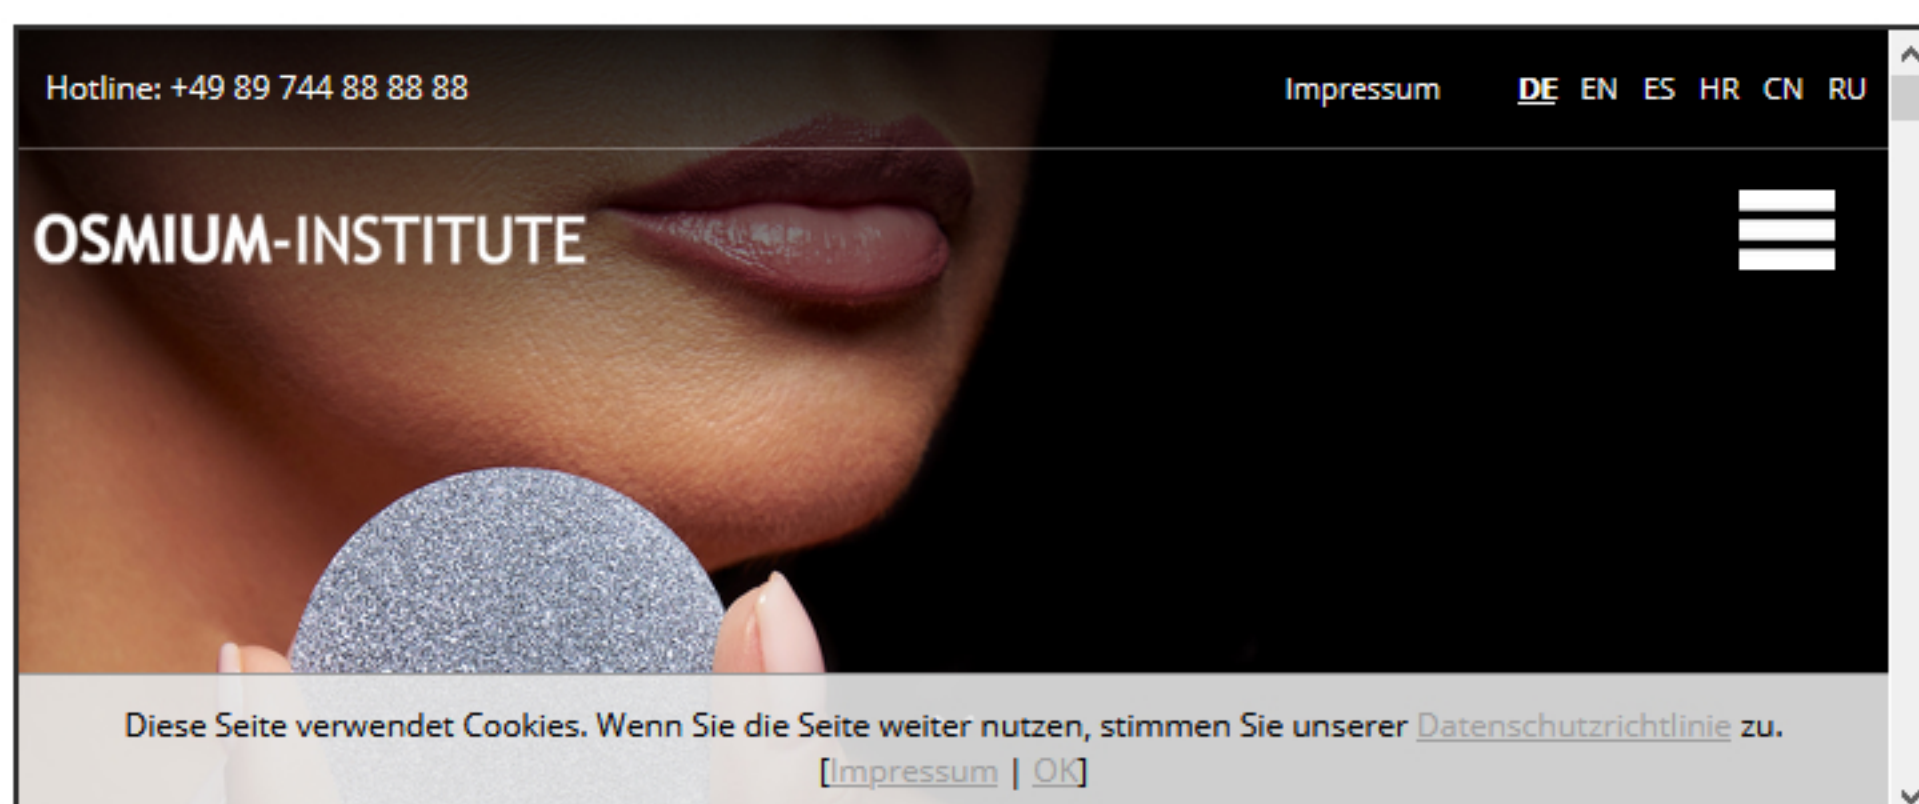 Hotline: +49 89 744 88 88 88
Impressum DE EN ES HR CN RU
OSMIUM-INSTITUTE
Diese Seite verwendet Cookies. Wenn Sie die Seite weiter nutzen, stimmen Sie unserer Datenschutzrichtlinie zu.
[Impressum | OK]